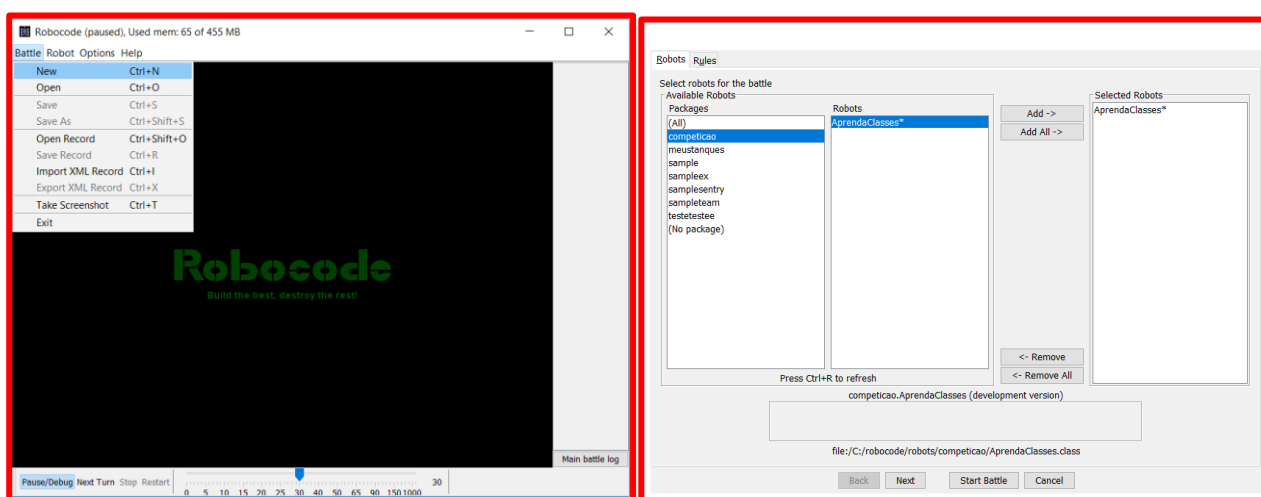 Robocode (paused), Used mem: 65 of 455 MB
Battle Robot Options Help
New Ctrl+N
Open Ctrl+O
Save Ctrl+S
Save As Ctrl+Shift+S
Open Record Ctrl+Shift+O
Save Record Ctrl+R
Import XML Record Ctrl+I
Export XML Record Ctrl+X
Take Screenshot Ctrl+T
Exit
Robocode
Build the best, destroy the rest!
Main battle log
Pause/Debug Next Turn Stop Restart
30
0 5 10 15 20 25 30 40 50 65 90 150 1000
Robots Rules
Select robots for the battle
Available Robots
Packages
(All)
competicao
meustanques
sample
sampleex
samplesentry
sampleteam
testetestee
(No package)
Robots
AprendaClasses*
Add ->
Add All ->
<- Remove
<- Remove All
Selected Robots
AprendaClasses*
Press Ctrl+R to refresh
competicao.AprendaClasses (development version)
file:/C:/robocode/robots/competicao/AprendaClasses.class
Back Next Start Battle Cancel